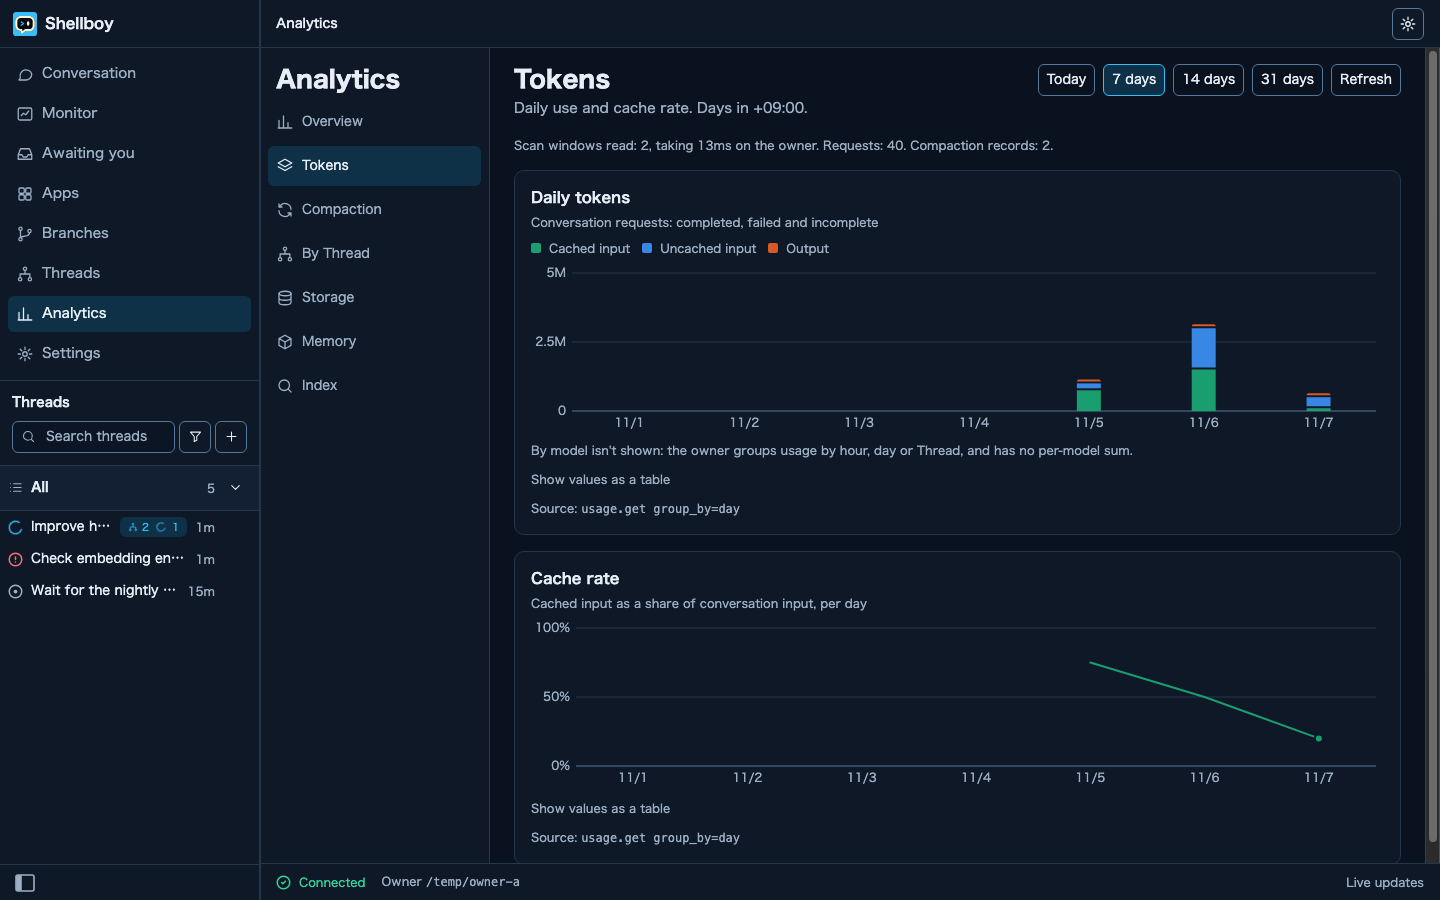 Shellboy
Conversation
Monitor
Awaiting you
Apps
Branches
Threads
Analytics
Settings
Threads
Search threads
All 5
Improve h··· 2 1 1m
Check embedding en··· 1m
Wait for the nightly ··· 15m
Analytics
Analytics
Overview
Tokens
Compaction
By Thread
Storage
Memory
Index
Tokens
Today 7 days 14 days 31 days Refresh
Daily use and cache rate. Days in +09:00.
Scan windows read: 2, taking 13ms on the owner. Requests: 40. Compaction records: 2.
Daily tokens
Conversation requests: completed, failed and incomplete
Cached input Uncached input Output
5M
2.5M
0
11/1 11/2 11/3 11/4 11/5 11/6 11/7
By model isn't shown: the owner groups usage by hour, day or Thread, and has no per-model sum.
Show values as a table
Source: usage.get group_by=day
Cache rate
Cached input as a share of conversation input, per day
100%
50%
0%
11/1 11/2 11/3 11/4 11/5 11/6 11/7
Show values as a table
Source: usage.get group_by=day
Connected Owner /temp/owner-a Live updates